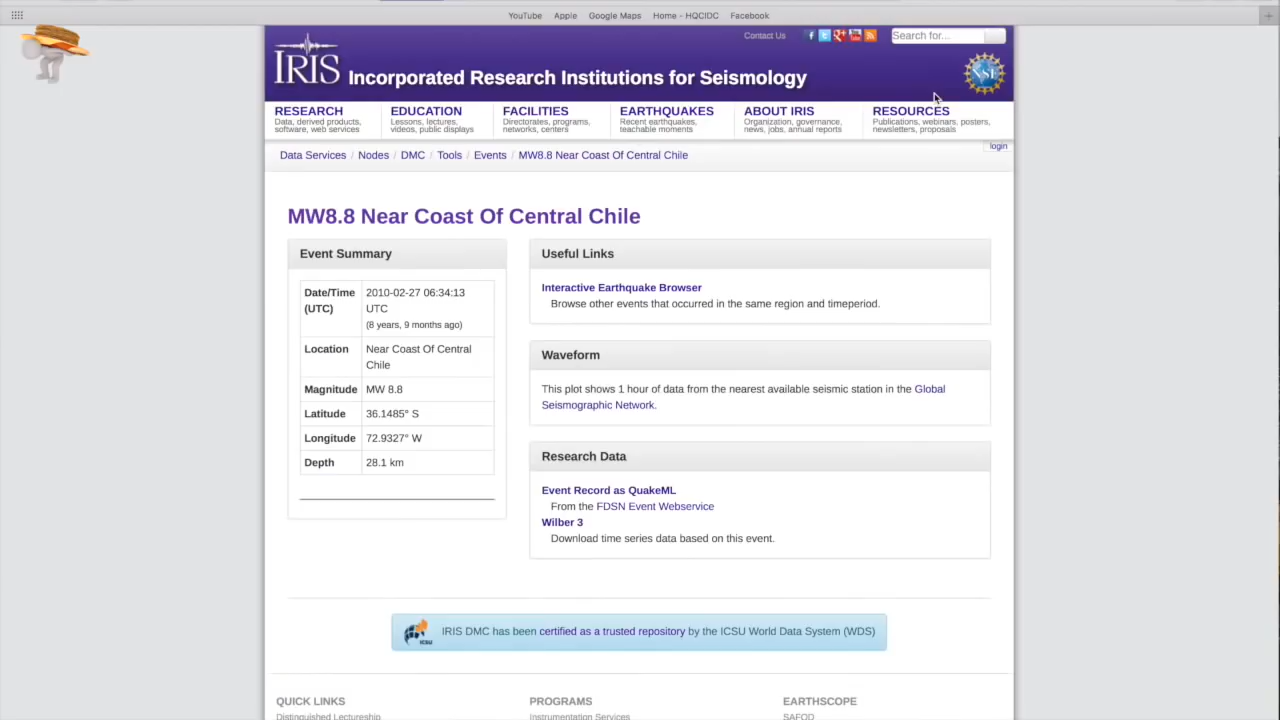 YouTube Apple Google Maps Home - HQCIDC Facebook
Contact Us
Search for...
IRIS Incorporated Research Institutions for Seismology
NSF
RESEARCH
Data, derived products,
software, web services
EDUCATION
Lessons, lectures,
videos, public displays
FACILITIES
Directorates, programs,
networks, centers
EARTHQUAKES
Recent earthquakes,
teachable moments
ABOUT IRIS
Organization, governance,
news, jobs, annual reports
RESOURCES
Publications, webinars, posters,
newsletters, proposals
login
Data Services / Nodes / DMC / Tools / Events / MW8.8 Near Coast Of Central Chile
MW8.8 Near Coast Of Central Chile
Event Summary
Date/Time 2010-02-27 06:34:13
(UTC) UTC
(8 years, 9 months ago)
Location Near Coast Of Central
Chile
Magnitude MW 8.8
Latitude 36.1485° S
Longitude 72.9327° W
Depth 28.1 km
Useful Links
Interactive Earthquake Browser
Browse other events that occurred in the same region and timeperiod.
Waveform
This plot shows 1 hour of data from the nearest available seismic station in the Global
Seismographic Network.
Research Data
Event Record as QuakeML
From the FDSN Event Webservice
Wilber 3
Download time series data based on this event.
ICSU
IRIS DMC has been certified as a trusted repository by the ICSU World Data System (WDS)
QUICK LINKS PROGRAMS EARTHSCOPE
Distinguished Lectureship Instrumentation Services SAFOD